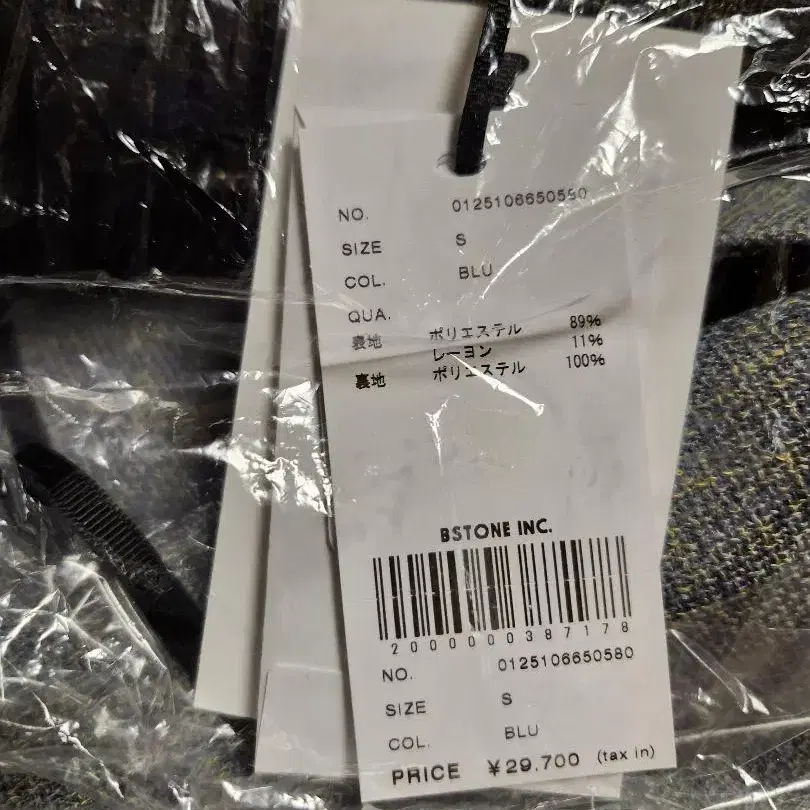 NO. 0125106650590
SIZE S
COL. BLU
QUA.
裏地 ポリエステル 89%
レーヨン 11%
裏地 ポリエステル 100%
BSTONE INC.
2000000387178
NO. 0125106650580
SIZE S
COL. BLU
PRICE ¥29.700 (tax in)